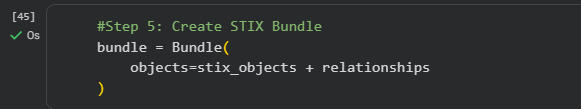 [45]
0s
#Step 5: Create STIX Bundle
bundle = Bundle(
    objects=stix_objects + relationships
)